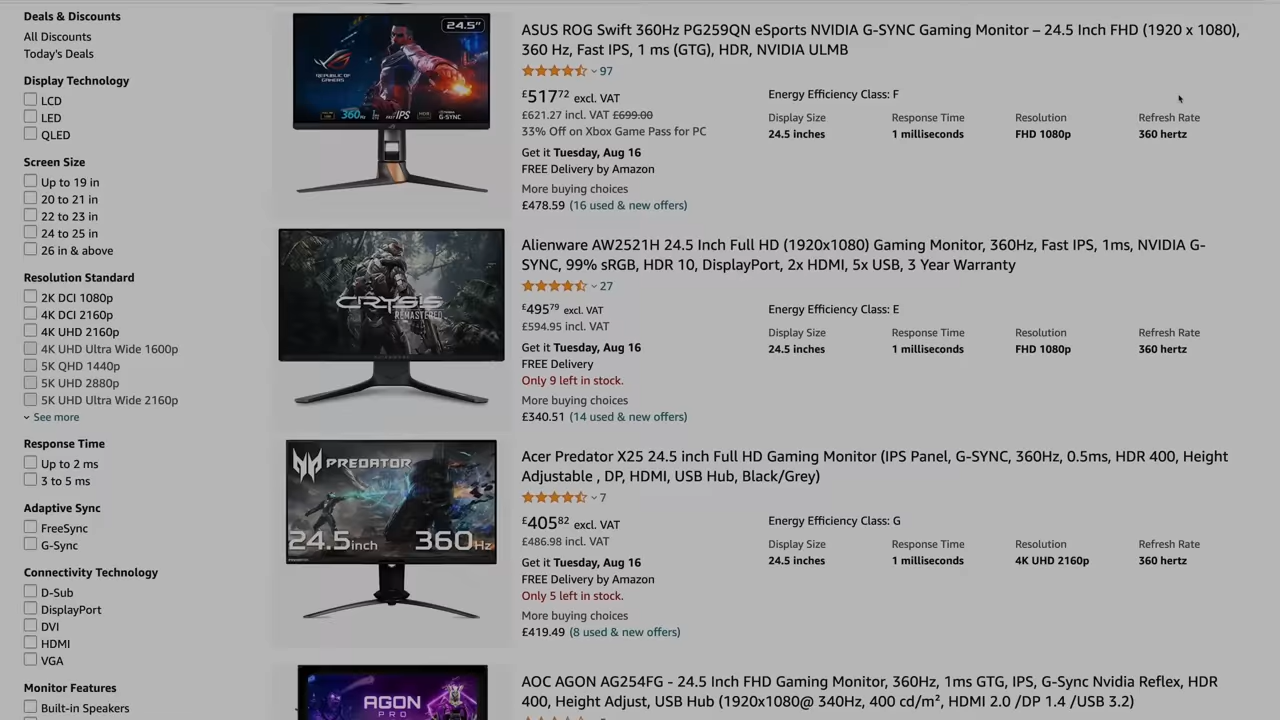 Deals & Discounts
All Discounts
Today's Deals
Display Technology
LCD
LED
QLED
Screen Size
Up to 19 in
20 to 21 in
22 to 23 in
24 to 25 in
26 in & above
Resolution Standard
2K DCI 1080p
4K DCI 2160p
4K UHD 2160p
4K UHD Ultra Wide 1600p
5K QHD 1440p
5K UHD 2880p
5K UHD Ultra Wide 2160p
See more
Response Time
Up to 2 ms
3 to 5 ms
Adaptive Sync
FreeSync
G-Sync
Connectivity Technology
D-Sub
DisplayPort
DVI
HDMI
VGA
Monitor Features
Built-in Speakers
24.5"
REPUBLIC OF
GAMERS
360Hz
IPS
G-SYNC
ASUS ROG Swift 360Hz PG259QN eSports NVIDIA G-SYNC Gaming Monitor – 24.5 Inch FHD (1920 x 1080),
360 Hz, Fast IPS, 1 ms (GTG), HDR, NVIDIA ULMB
97
£517.72 excl. VAT
£621.27 incl. VAT £699.00
33% Off on Xbox Game Pass for PC
Get it Tuesday, Aug 16
FREE Delivery by Amazon
More buying choices
£478.59 (16 used & new offers)
Energy Efficiency Class: F
Display Size Response Time Resolution Refresh Rate
24.5 inches 1 milliseconds FHD 1080p 360 hertz
CRYSIS
REMASTERED
Alienware AW2521H 24.5 Inch Full HD (1920x1080) Gaming Monitor, 360Hz, Fast IPS, 1ms, NVIDIA G-
SYNC, 99% sRGB, HDR 10, DisplayPort, 2x HDMI, 5x USB, 3 Year Warranty
27
£495.79 excl. VAT
£594.95 incl. VAT
Get it Tuesday, Aug 16
FREE Delivery
Only 9 left in stock.
More buying choices
£340.51 (14 used & new offers)
Energy Efficiency Class: E
Display Size Response Time Resolution Refresh Rate
24.5 inches 1 milliseconds FHD 1080p 360 hertz
PREDATOR
24.5inch 360Hz
Acer Predator X25 24.5 inch Full HD Gaming Monitor (IPS Panel, G-SYNC, 360Hz, 0.5ms, HDR 400, Height
Adjustable , DP, HDMI, USB Hub, Black/Grey)
7
£405.82 excl. VAT
£486.98 incl. VAT
Get it Tuesday, Aug 16
FREE Delivery by Amazon
Only 5 left in stock.
More buying choices
£419.49 (8 used & new offers)
Energy Efficiency Class: G
Display Size Response Time Resolution Refresh Rate
24.5 inches 1 milliseconds 4K UHD 2160p 360 hertz
AGON
PRO
AOC AGON AG254FG - 24.5 Inch FHD Gaming Monitor, 360Hz, 1ms GTG, IPS, G-Sync Nvidia Reflex, HDR
400, Height Adjust, USB Hub (1920x1080@ 340Hz, 400 cd/m², HDMI 2.0 /DP 1.4 /USB 3.2)